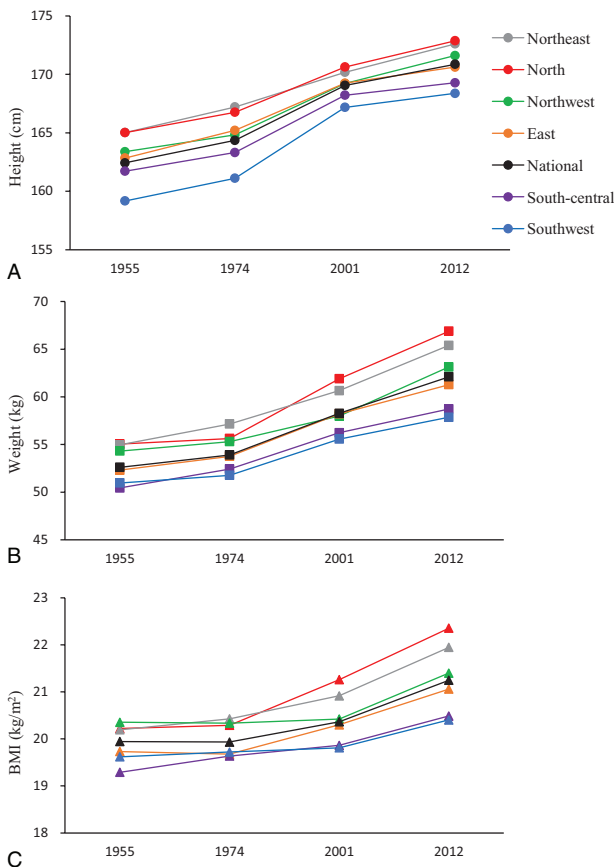 175
170
165
160
155
Height (cm)
1955 1974 2001 2012
Northeast
North
Northwest
East
National
South-central
Southwest
A
70
65
60
55
50
45
Weight (kg)
1955 1974 2001 2012
B
23
22
21
20
19
18
BMI (kg/m²)
1955 1974 2001 2012
C